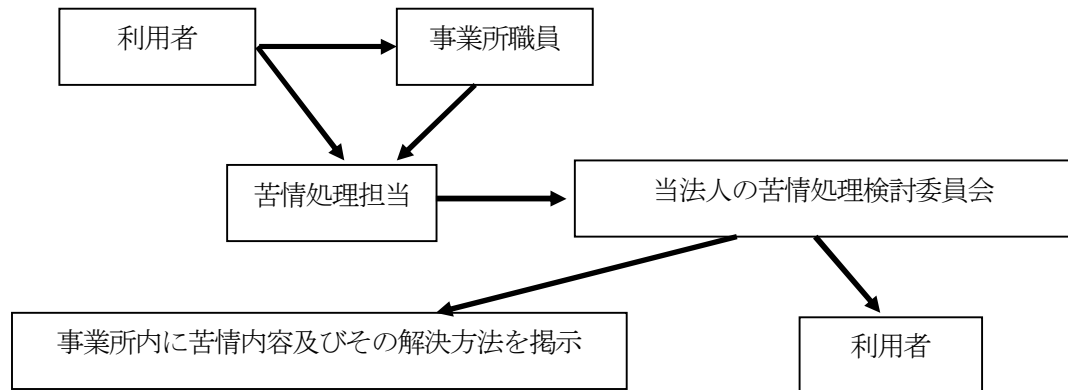 利用者
事業所職員
苦情処理担当
当法人の苦情処理検討委員会
事業所内に苦情内容及びその解決方法を掲示
利用者